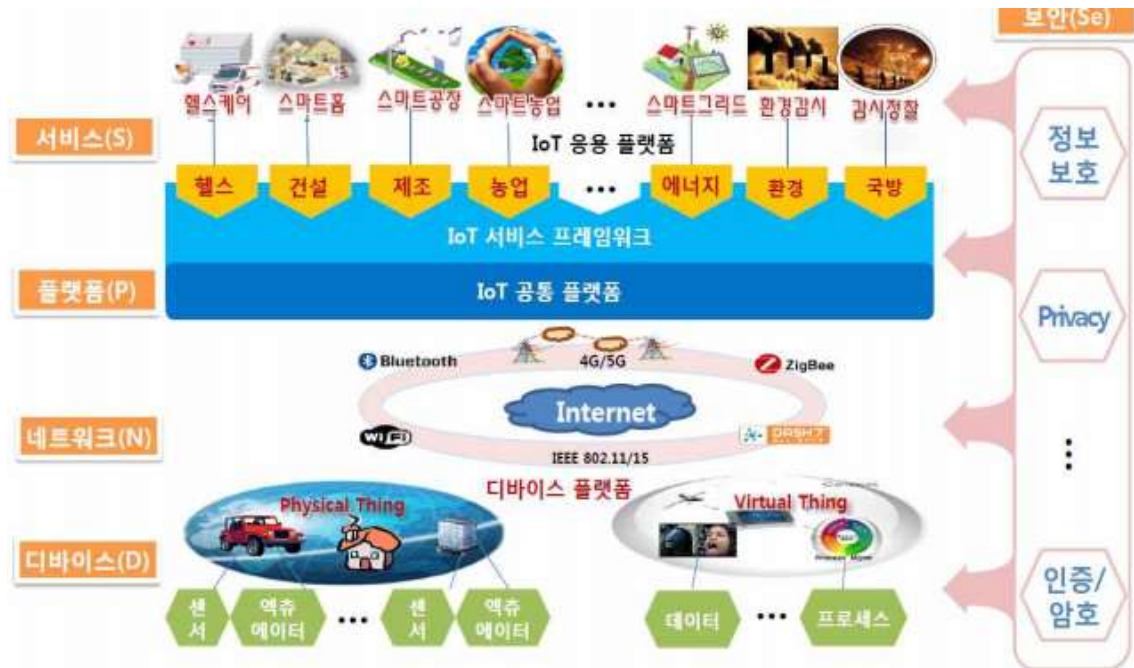 보안(Se)
헬스케어
스마트홈
스마트공장
스마트농업
...
스마트그리드
환경감시
감시정찰
서비스(S)
IoT 응용 플랫폼
정보
보호
헬스
건설
제조
농업
...
에너지
환경
국방
IoT 서비스 프레임워크
플랫폼(P)
IoT 공통 플랫폼
Privacy
Bluetooth
4G/5G
ZigBee
Internet
네트워크(N)
WiFi
DASH7
...
IEEE 802.11/15
디바이스 플랫폼
Physical Thing
Virtual Thing
디바이스(D)
인증/
암호
센
서
액츄
에이터
...
센
서
액츄
에이터
데이터
...
프로세스